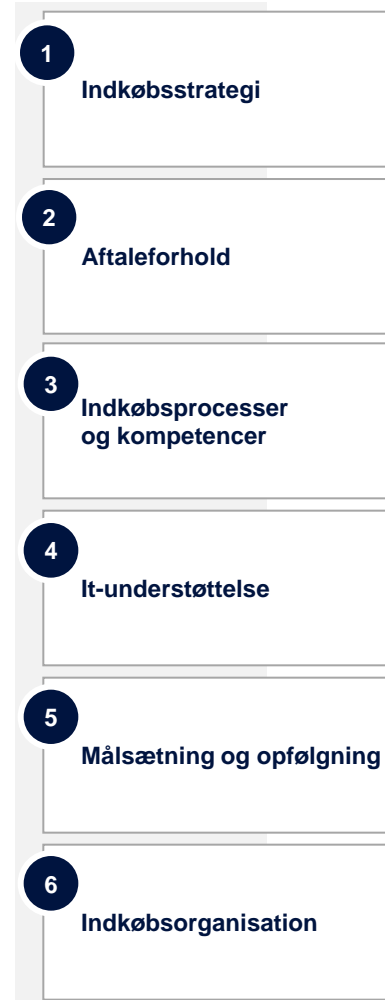 1
Indkøbsstrategi
2
Aftaleforhold
3
Indkøbsprocesser
og kompetencer
4
It-understøttelse
5
Målsætning og opfølgning
6
Indkøbsorganisation